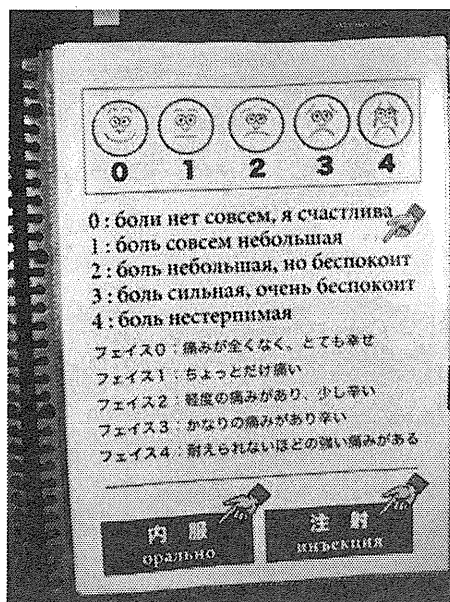 0 1 2 3 4
0 : боли нет совсем, я счастлива
1 : боль совсем небольшая
2 : боль небольшая, но беспокоит
3 : боль сильная, очень беспокоит
4 : боль нестерпимая
フェイス0：痛みが全くなく、とても幸せ
フェイス1：ちょっとだけ痛い
フェイス2：軽度の痛みがあり、少し辛い
フェイス3：かなりの痛みがあり辛い
フェイス4：耐えられないほどの強い痛みがある
内服 注射
орально инъекция